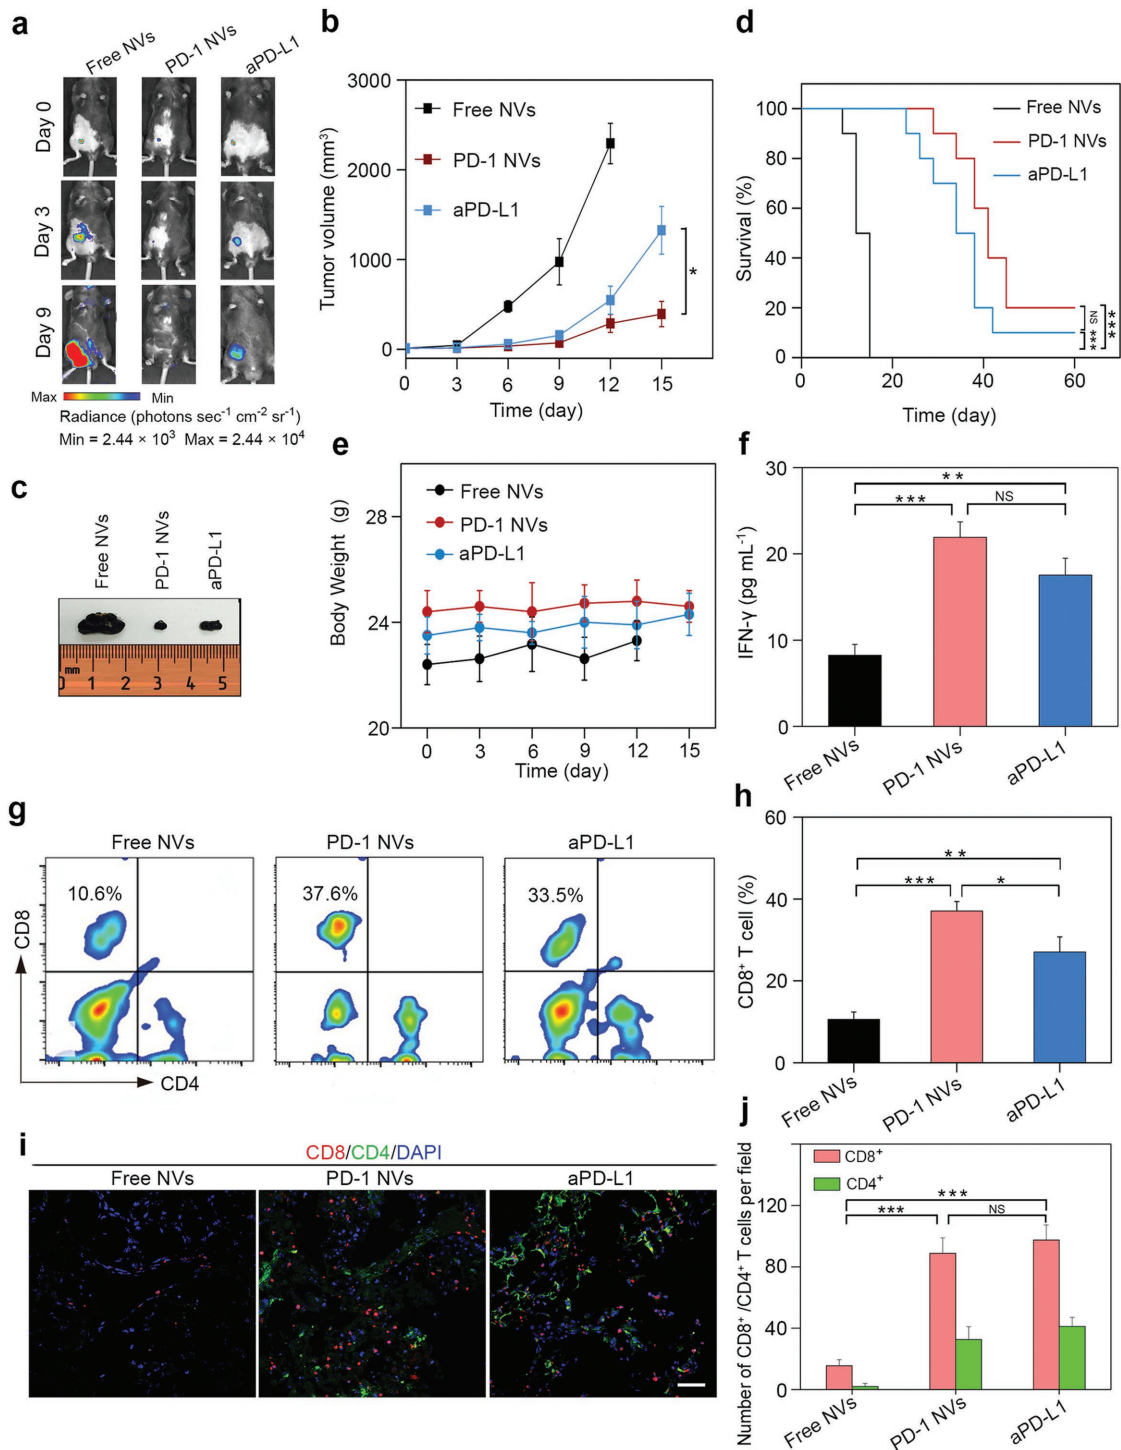 a
Free NVs
PD-1 NVs
aPD-L1
Day 0
Day 3
Day 9
Max
Min
Radiance (photons sec⁻¹ cm⁻² sr⁻¹)
Min = 2.44 × 10³ Max = 2.44 × 10⁴
b
Tumor volume (mm³)
3000
2000
1000
0
Free NVs
PD-1 NVs
aPD-L1
*
0 3 6 9 12 15
Time (day)
d
Survival (%)
100
80
60
40
20
0
Free NVs
PD-1 NVs
aPD-L1
NS
***
***
0 20 40 60
Time (day)
c
Free NVs
PD-1 NVs
aPD-L1
mm
0 1 2 3 4 5
e
Body Weight (g)
28
24
20
Free NVs
PD-1 NVs
aPD-L1
0 3 6 9 12 15
Time (day)
f
IFN-γ (pg mL⁻¹)
30
20
10
0
**
***
NS
Free NVs
PD-1 NVs
aPD-L1
g
Free NVs
PD-1 NVs
aPD-L1
10.6%
37.6%
33.5%
CD8
CD4
h
CD8⁺ T cell (%)
60
40
20
0
**
***
*
Free NVs
PD-1 NVs
aPD-L1
i
CD8/CD4/DAPI
Free NVs
PD-1 NVs
aPD-L1
j
Number of CD8⁺/CD4⁺ T cells per field
120
80
40
0
CD8⁺
CD4⁺
***
***
NS
Free NVs
PD-1 NVs
aPD-L1